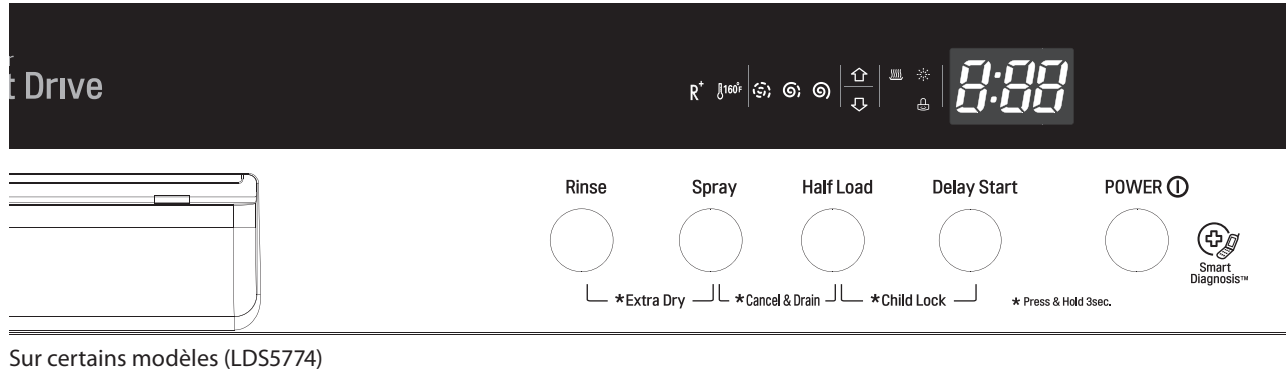 t Drive
R+ 160°F 8:88
Rinse Spray Half Load Delay Start POWER
*Extra Dry *Cancel & Drain *Child Lock * Press & Hold 3sec.
Smart
Diagnosis™
Sur certains modèles (LDS5774)